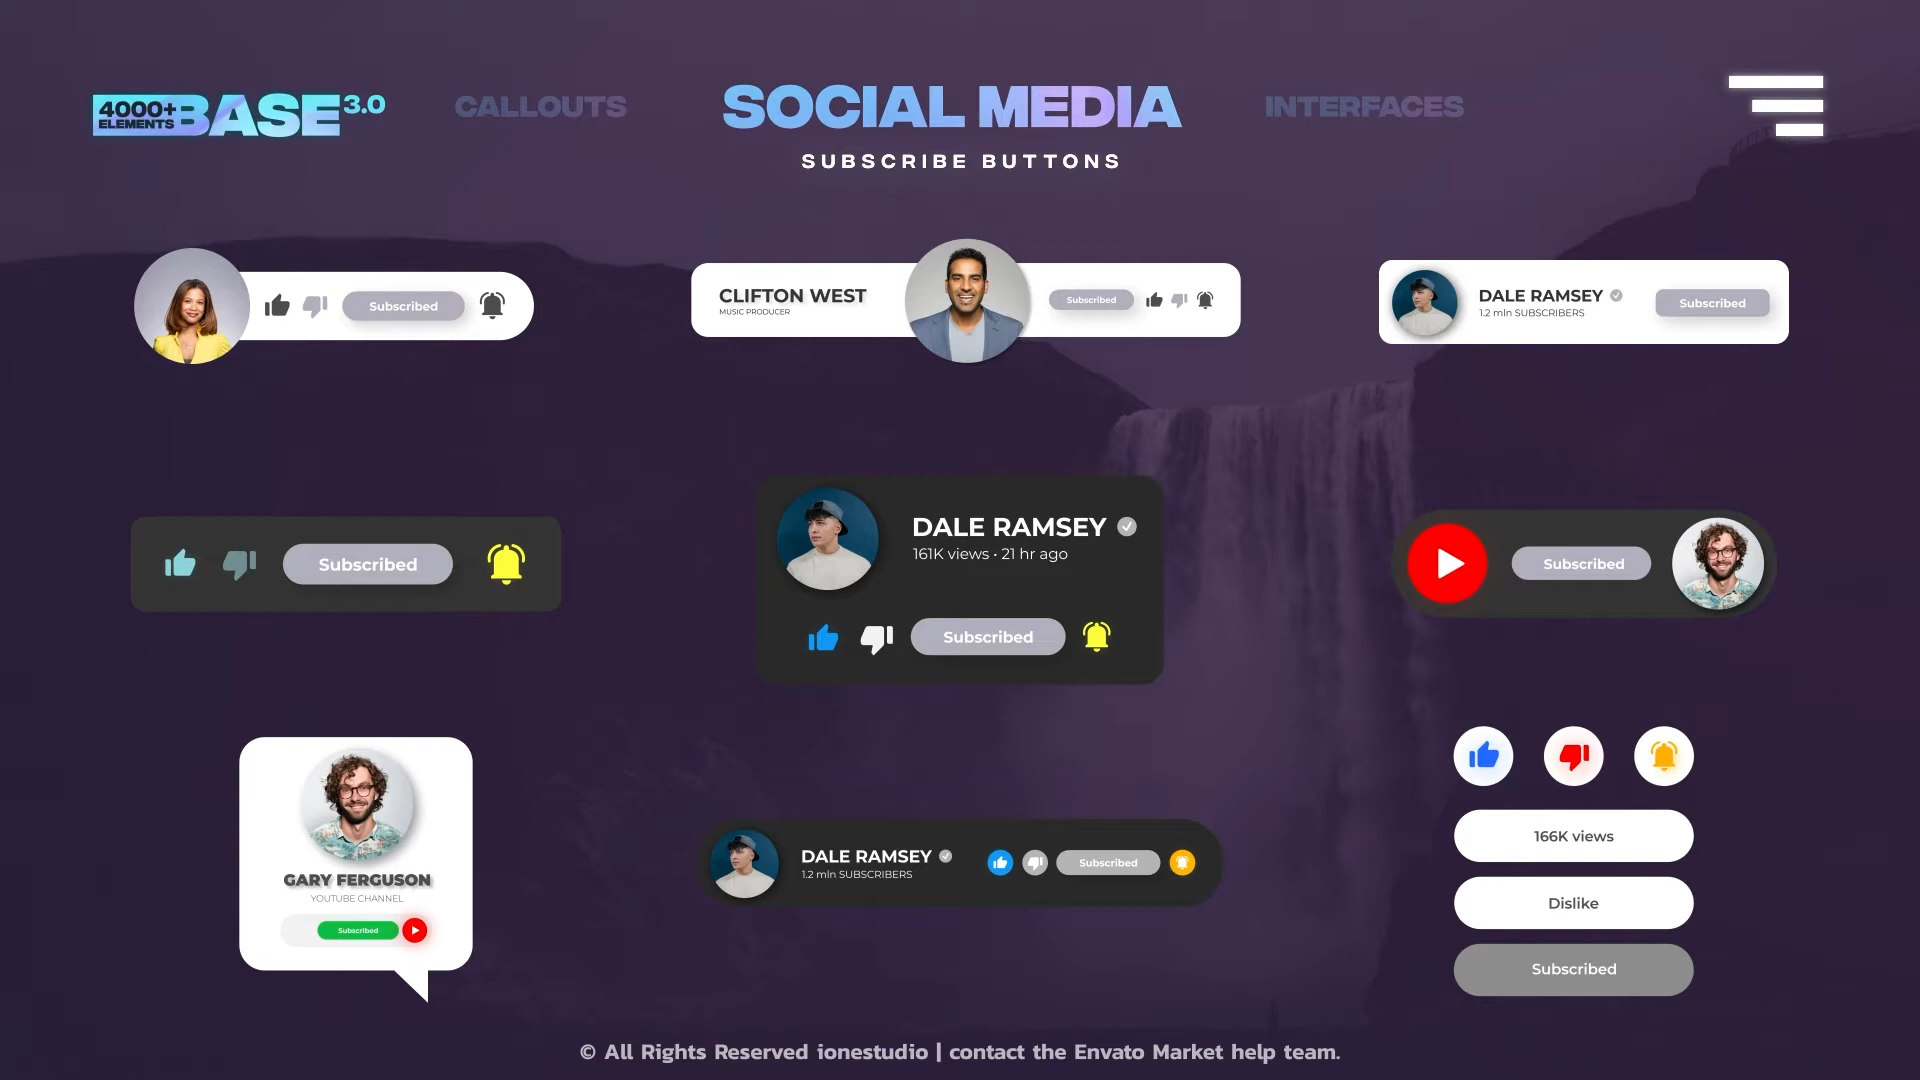 4000+
ELEMENTS
BASE 3.0
CALLOUTS
SOCIAL MEDIA
INTERFACES
SUBSCRIBE BUTTONS
Subscribed
CLIFTON WEST
MUSIC PRODUCER
Subscribed
DALE RAMSEY
1.2 mln SUBSCRIBERS
Subscribed
Subscribed
DALE RAMSEY
161K views • 21 hr ago
Subscribed
Subscribed
GARY FERGUSON
YOUTUBE CHANNEL
Subscribed
DALE RAMSEY
1.2 mln SUBSCRIBERS
Subscribed
166K views
Dislike
Subscribed
© All Rights Reserved ionestudio | contact the Envato Market help team.